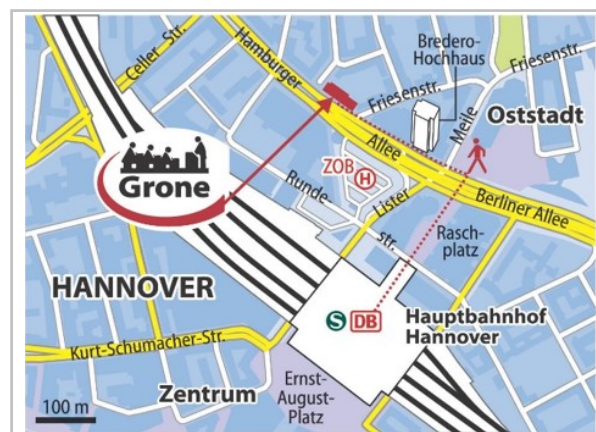 Celler Str.
Hamburger
Allee
Bredero-
Hochhaus
Friesenstr.
Friesenstr.
Oststadt
Meile
Grone
ZOB H
Runde-
str.
Lister
Berliner Allee
Rasch-
platz
HANNOVER
S DB
Hauptbahnhof
Hannover
Kurt-Schumacher-Str.
Zentrum
Ernst-
August-
Platz
100 m